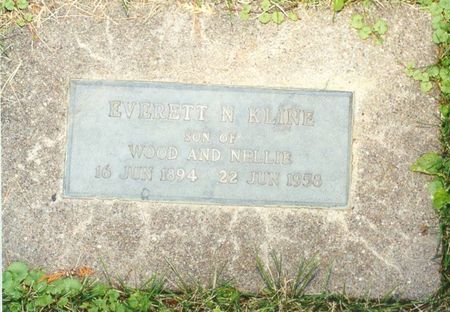 EVERETT N KLINE
SON OF
WOOD AND NELLIE
16 JUN 1894 22 JUN 1958